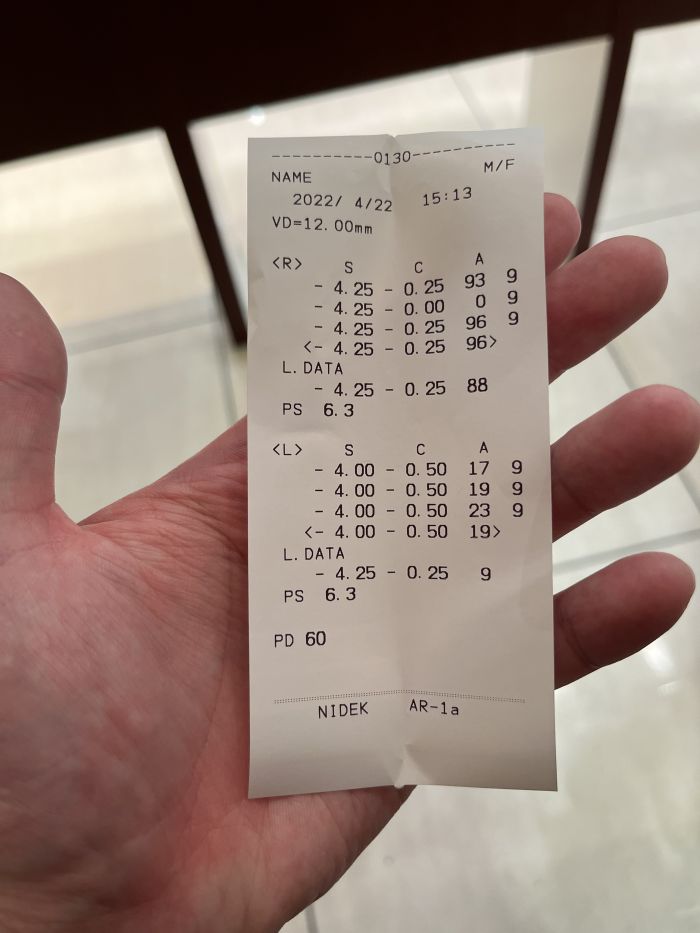 ----------0130----------
NAME M/F
2022/ 4/22 15:13
VD=12.00mm
<R> S C A
- 4.25 - 0.25 93 9
- 4.25 - 0.00 0 9
- 4.25 - 0.25 96 9
<- 4.25 - 0.25 96>
L.DATA
- 4.25 - 0.25 88
PS 6.3
<L> S C A
- 4.00 - 0.50 17 9
- 4.00 - 0.50 19 9
- 4.00 - 0.50 23 9
<- 4.00 - 0.50 19>
L.DATA
- 4.25 - 0.25 9
PS 6.3
PD 60
NIDEK AR-1a